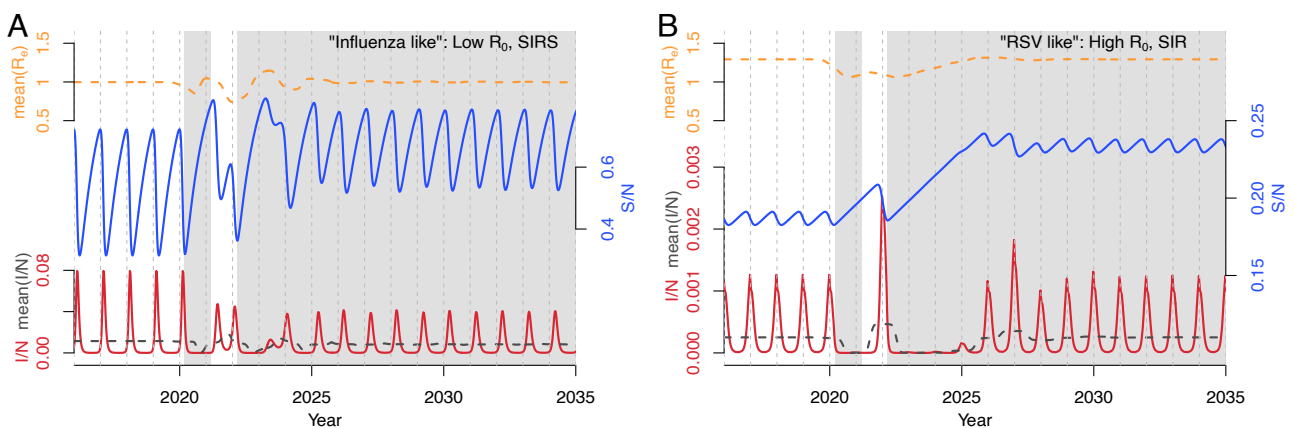 A
"Influenza like": Low R0, SIRS
mean(Re)
0.5 1 1.5
S/N
0.4 0.6
I/N mean(I/N)
0.00 0.08
2020 2025 2030 2035
Year
B
"RSV like": High R0, SIR
mean(Re)
0.5 1 1.5
S/N
0.15 0.20 0.25
I/N mean(I/N)
0.000 0.001 0.002 0.003
2020 2025 2030 2035
Year